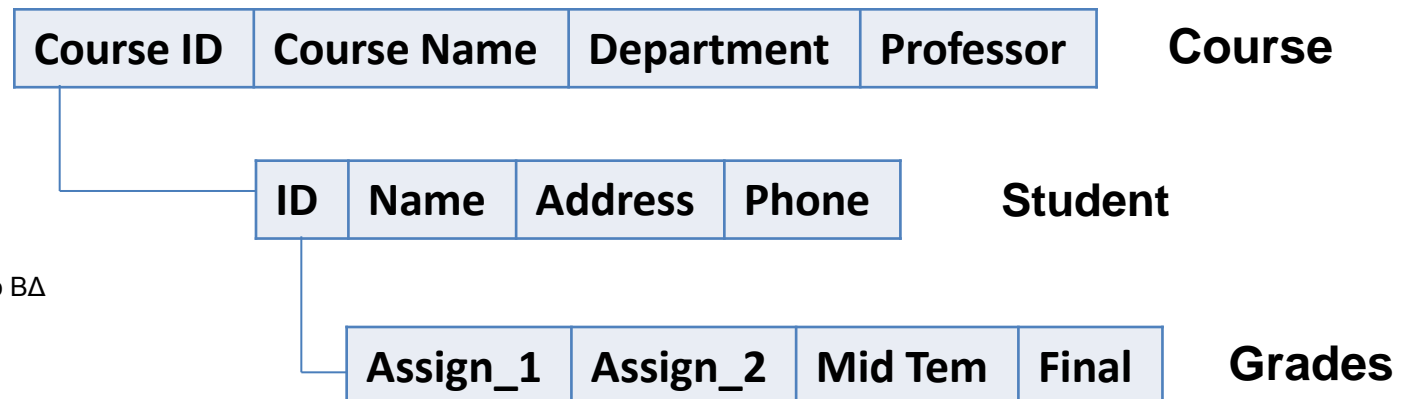 Course ID Course Name Department Professor Course
ID Name Address Phone Student
ΒΔ
Assign_1 Assign_2 Mid Tem Final Grades